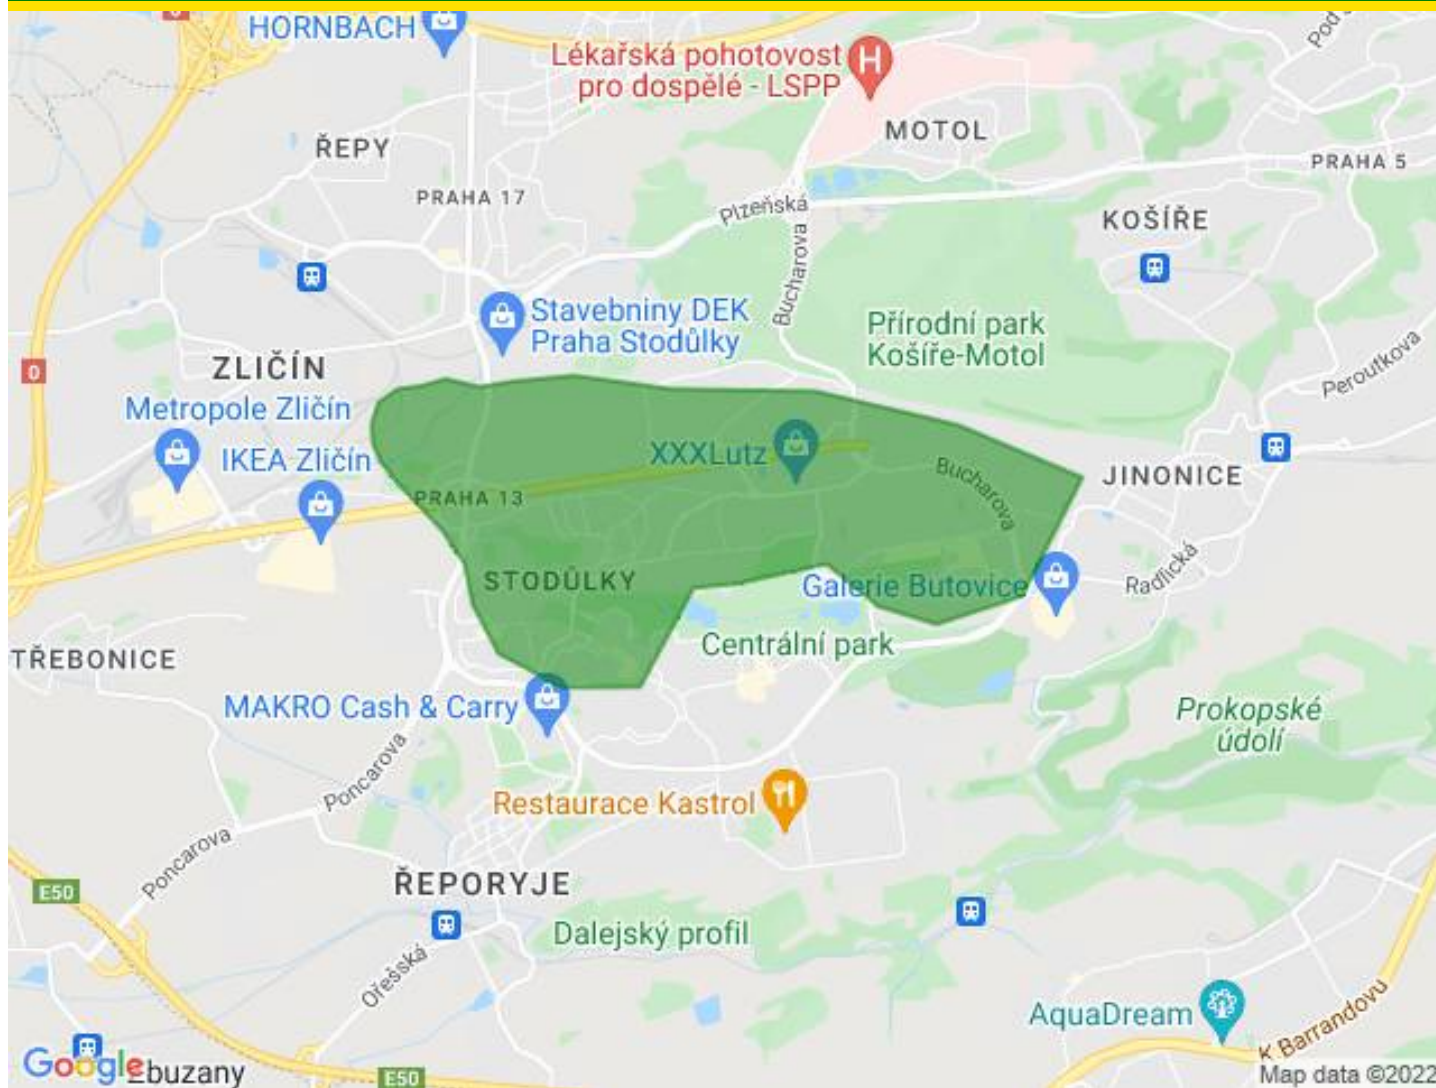 0
HORNBACH
Pod
Lékařská pohotovost
pro dospělé - LSPP
H
MOTOL
ŘEPY
PRAHA 5
PRAHA 17
Plzeňská
KOŠÍŘE
Bucharova
Stavebniny DEK
Praha Stodůlky
Přírodní park
Košíře-Motol
ZLIČÍN
0
Peroutkova
Metropole Zličín
IKEA Zličín
XXXLutz
JINONICE
Bucharova
PRAHA 13
STODŮLKY
Galerie Butovice
Radlická
Centrální park
TŘEBONICE
MAKRO Cash & Carry
Prokopské
údolí
Poncarova
Restaurace Kastrol
Poncarova
ŘEPORYJE
E50
Dalejský profil
Ořešská
AquaDream
K Barrandovu
Google
buzany
E50
Map data ©2022